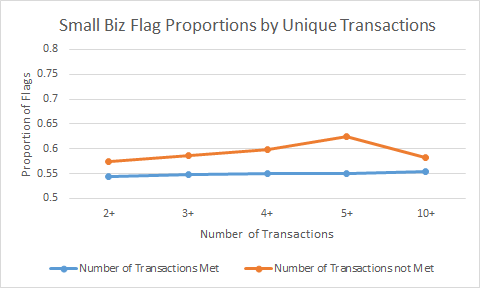 Small Biz Flag Proportions by Unique Transactions
0.8
0.75
0.7
0.65
0.6
0.55
0.5
Proportion of Flags
2+ 3+ 4+ 5+ 10+
Number of Transactions
Number of Transactions Met Number of Transactions not Met